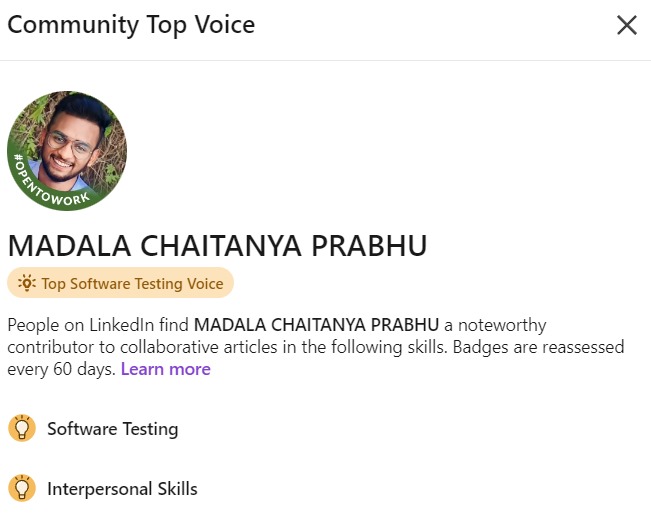 Community Top Voice
#OPENTOWORK
MADALA CHAITANYA PRABHU
Top Software Testing Voice
People on LinkedIn find MADALA CHAITANYA PRABHU a noteworthy
contributor to collaborative articles in the following skills. Badges are reassessed
every 60 days. Learn more
Software Testing
Interpersonal Skills